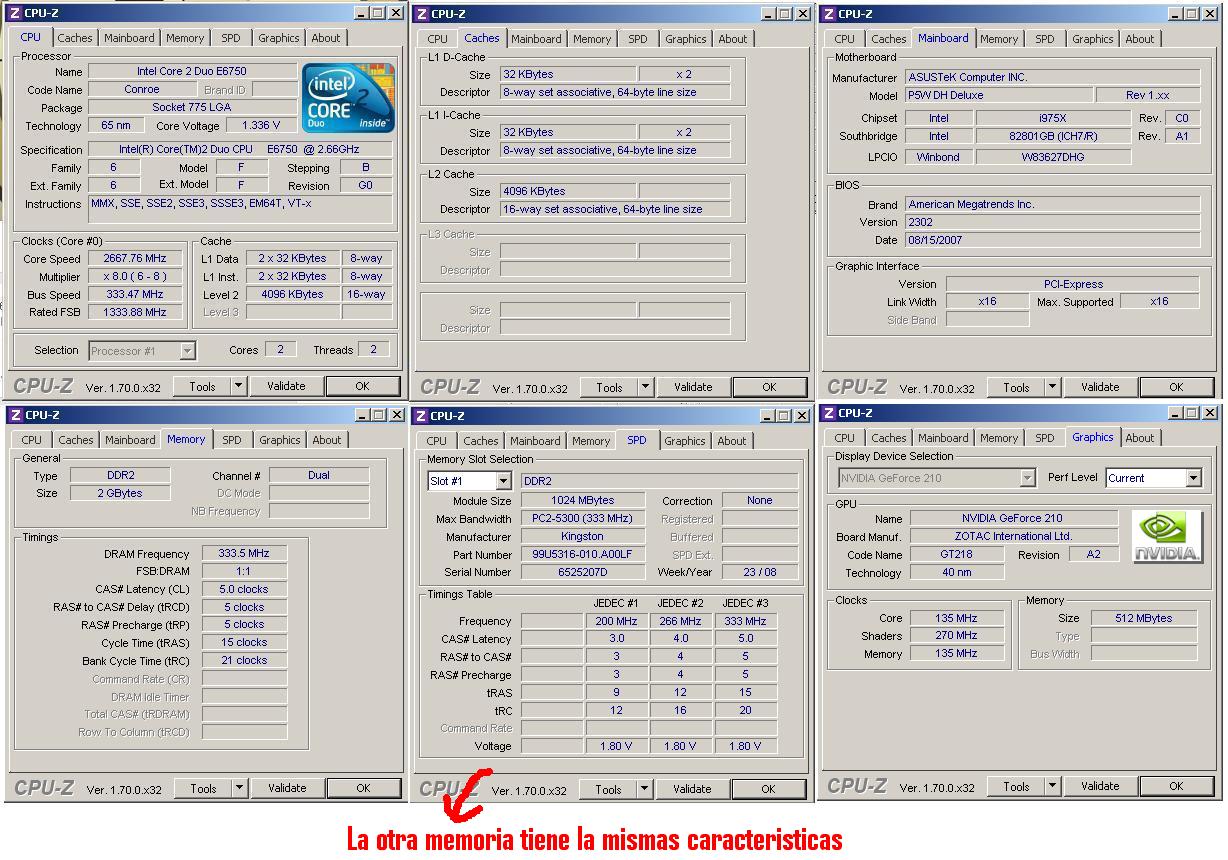 CPU-Z
CPU Caches Mainboard Memory SPD Graphics About
Processor
Name Intel Core 2 Duo E6750
Code Name Conroe Brand ID
Package Socket 775 LGA
Technology 65 nm Core Voltage 1.336 V
intel CORE 2 Duo inside™
Specification Intel(R) Core(TM)2 Duo CPU E6750 @ 2.66GHz
Family 6 Model F Stepping B
Ext. Family 6 Ext. Model F Revision G0
Instructions MMX, SSE, SSE2, SSE3, SSSE3, EM64T, VT-x
Clocks (Core #0) Cache
Core Speed 2667.76 MHz L1 Data 2 x 32 KBytes 8-way
Multiplier x 8.0 ( 6 - 8 ) L1 Inst. 2 x 32 KBytes 8-way
Bus Speed 333.47 MHz Level 2 4096 KBytes 16-way
Rated FSB 1333.88 MHz Level 3
Selection Processor #1 Cores 2 Threads 2
CPU-Z Ver. 1.70.0.x32 Tools Validate OK
CPU-Z
CPU Caches Mainboard Memory SPD Graphics About
L1 D-Cache
Size 32 KBytes x 2
Descriptor 8-way set associative, 64-byte line size
L1 I-Cache
Size 32 KBytes x 2
Descriptor 8-way set associative, 64-byte line size
L2 Cache
Size 4096 KBytes
Descriptor 16-way set associative, 64-byte line size
L3 Cache
Size
Descriptor
Size
Descriptor
CPU-Z Ver. 1.70.0.x32 Tools Validate OK
CPU-Z
CPU Caches Mainboard Memory SPD Graphics About
Motherboard
Manufacturer ASUSTeK Computer INC.
Model P5W DH Deluxe Rev 1.xx
Chipset Intel i975X Rev. C0
Southbridge Intel 82801GB (ICH7/R) Rev. A1
LPCIO Winbond W83627DHG
BIOS
Brand American Megatrends Inc.
Version 2302
Date 08/15/2007
Graphic Interface
Version PCI-Express
Link Width x16 Max. Supported x16
Side Band
CPU-Z Ver. 1.70.0.x32 Tools Validate OK
CPU-Z
CPU Caches Mainboard Memory SPD Graphics About
General
Type DDR2 Channel # Dual
Size 2 GBytes DC Mode
NB Frequency
Timings
DRAM Frequency 333.5 MHz
FSB:DRAM 1:1
CAS# Latency (CL) 5.0 clocks
RAS# to CAS# Delay (tRCD) 5 clocks
RAS# Precharge (tRP) 5 clocks
Cycle Time (tRAS) 15 clocks
Bank Cycle Time (tRC) 21 clocks
Command Rate (CR)
DRAM Idle Timer
Total CAS# (tRDRAM)
Row To Column (tRCD)
CPU-Z Ver. 1.70.0.x32 Tools Validate OK
CPU-Z
CPU Caches Mainboard Memory SPD Graphics About
Memory Slot Selection
Slot #1 DDR2
Module Size 1024 MBytes Correction None
Max Bandwidth PC2-5300 (333 MHz) Registered
Manufacturer Kingston Buffered
Part Number 99U5316-010.A00LF SPD Ext.
Serial Number 6525207D Week/Year 23 / 08
Timings Table
JEDEC #1 JEDEC #2 JEDEC #3
Frequency 200 MHz 266 MHz 333 MHz
CAS# Latency 3.0 4.0 5.0
RAS# to CAS# 3 4 5
RAS# Precharge 3 4 5
tRAS 9 12 15
tRC 12 16 20
Command Rate
Voltage 1.80 V 1.80 V 1.80 V
CPU-Z Ver. 1.70.0.x32 Tools Validate OK
CPU-Z
CPU Caches Mainboard Memory SPD Graphics About
Display Device Selection
NVIDIA GeForce 210 Perf Level Current
GPU
Name NVIDIA GeForce 210
Board Manuf. ZOTAC International Ltd.
Code Name GT218 Revision A2
Technology 40 nm
NVIDIA.
Clocks Memory
Core 135 MHz Size 512 MBytes
Shaders 270 MHz Type
Memory 135 MHz Bus Width
CPU-Z Ver. 1.70.0.x32 Tools Validate OK
La otra memoria tiene la mismas caracteristicas